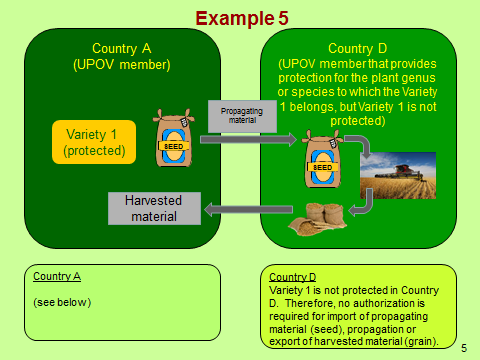 Example 5
Country A
(UPOV member)
Variety 1
(protected)
SEED
Propagating
material
Country D
(UPOV member that provides
protection for the plant genus
or species to which the Variety
1 belongs, but Variety 1 is not
protected)
SEED
Harvested
material
Country A
(see below)
Country D
Variety 1 is not protected in Country
D. Therefore, no authorization is
required for import of propagating
material (seed), propagation or
export of harvested material (grain).
5